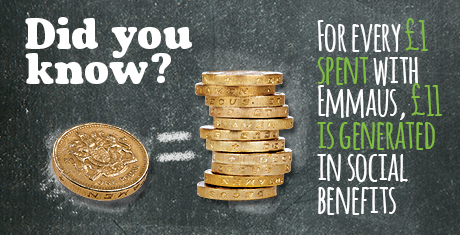 Did you
know?
FOR EVERY £1
SPENT WITH
EMMAUS, £11
IS GENERATED
IN SOCIAL
BENEFITS